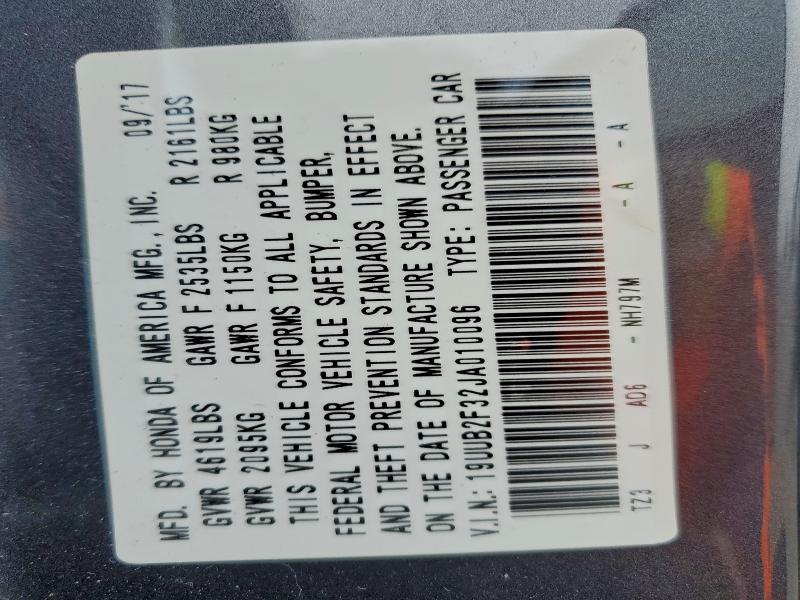 MFD. BY HONDA OF AMERICA MFG., INC. 09/'17
GVWR 4619LBS GAWR F 2535LBS R 2161LBS
GVWR 2095KG GAWR F 1150KG R 980KG
THIS VEHICLE CONFORMS TO ALL APPLICABLE
FEDERAL MOTOR VEHICLE SAFETY, BUMPER,
AND THEFT PREVENTION STANDARDS IN EFFECT
ON THE DATE OF MANUFACTURE SHOWN ABOVE.
V.I.N.: 19UUB2F32JA010096 TYPE: PASSENGER CAR
TZ3 J AD6 - NH797M - A - A